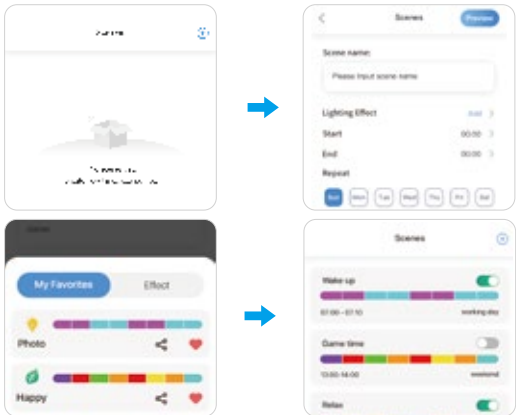 Scenes Preview
Scene name:
Please input scene name
Lighting Effect Add
Start 00:00
End 00:00
Repeat
Sun Mon Tue Wed Thu Fri Sat
My Favorites Effect
Photo
Happy
Scenes
Wake up
07:00-07:10 working day
Game time
13:00-14:00 weekend
Relax